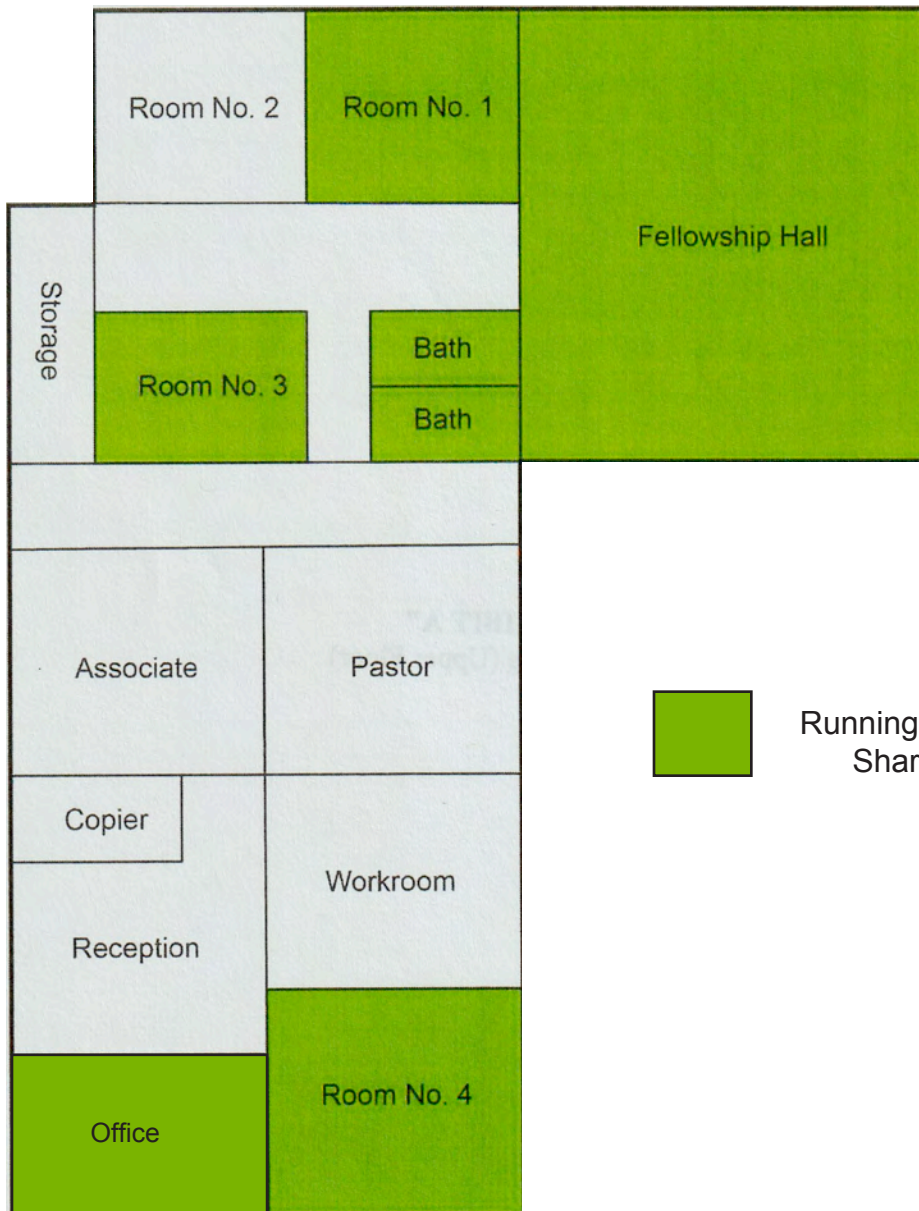 Room No. 2
Room No. 1
Fellowship Hall
Storage
Room No. 3
Bath
Bath
Associate
Pastor
Running
Shar
Copier
Workroom
Reception
Room No. 4
Office